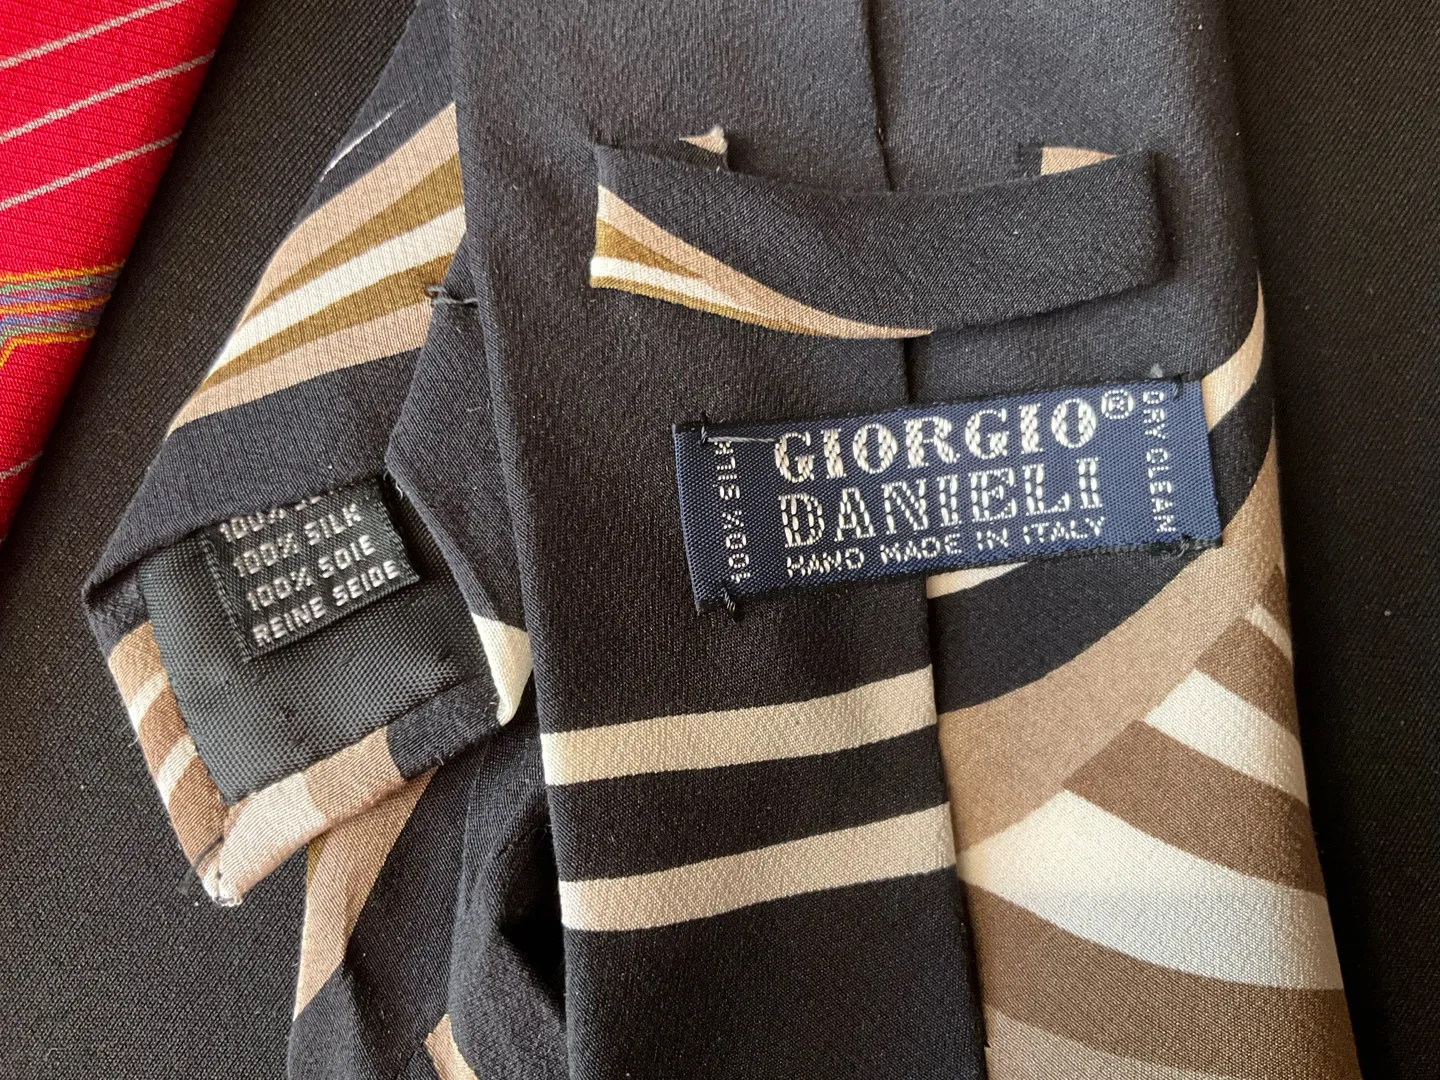 100% SILK
100% SOIE
REINE SEIDE
100% SILK
GIORGIO®
DANIELI
HAND MADE IN ITALY
DRY CLEAN